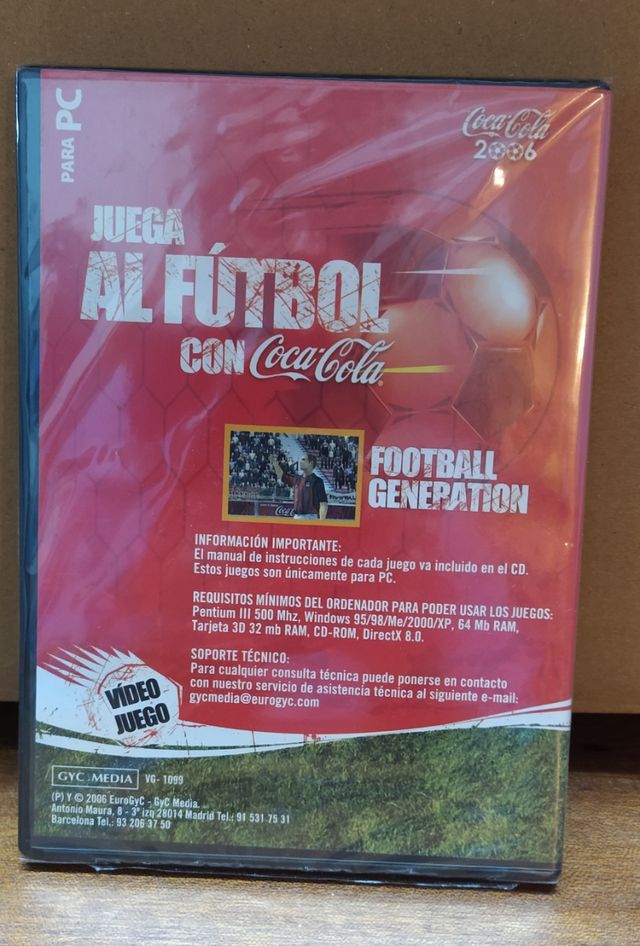 PARA PC
Coca-Cola
2006
JUEGA
AL FÚTBOL
CON Coca-Cola®
FOOTBALL
GENERATION
INFORMACIÓN IMPORTANTE:
El manual de instrucciones de cada juego va incluido en el CD.
Estos juegos son únicamente para PC.
REQUISITOS MÍNIMOS DEL ORDENADOR PARA PODER USAR LOS JUEGOS:
Pentium III 500 Mhz, Windows 95/98/Me/2000/XP, 64 Mb RAM,
Tarjeta 3D 32 mb RAM, CD-ROM, DirectX 8.0.
SOPORTE TÉCNICO:
Para cualquier consulta técnica puede ponerse en contacto
con nuestro servicio de asistencia técnica al siguiente e-mail:
gycmedia@eurogyc.com
VÍDEO
JUEGO
GYC MEDIA VG- 1099
(P) Y © 2006 EuroGyC - GyC Media.
Antonio Maura, 8 - 3º izq 28014 Madrid Tel.: 91 531 75 31
Barcelona Tel.: 93 206 37 50